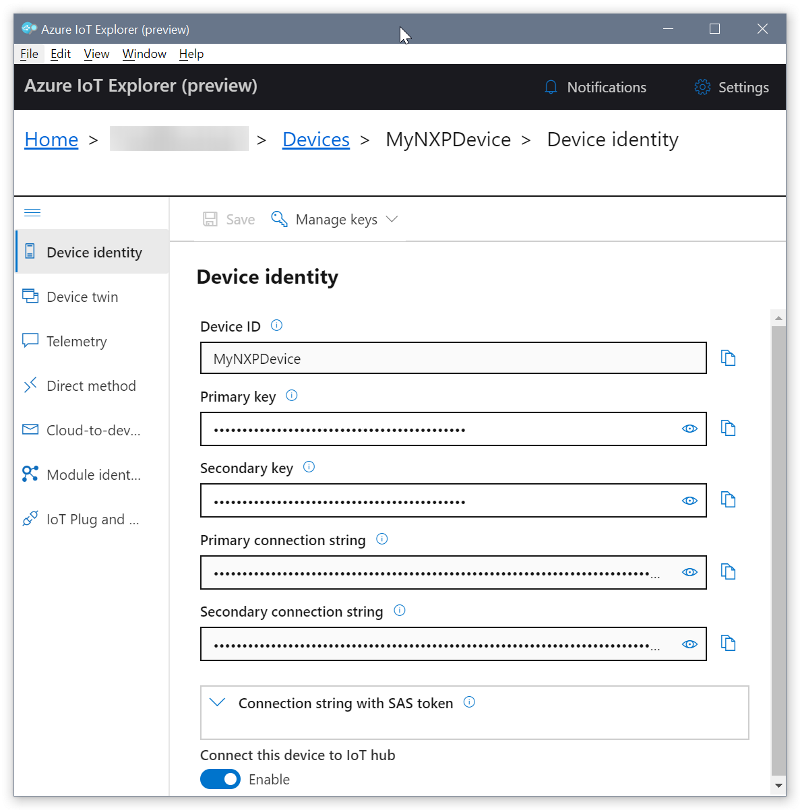 Azure IoT Explorer (preview)
File Edit View Window Help
Azure IoT Explorer (preview) Notifications Settings
Home > > Devices > MyNXPDevice > Device identity
Save Manage keys
Device identity
Device twin
Telemetry
Direct method
Cloud-to-dev...
Module ident...
IoT Plug and ...
Device identity
Device ID
MyNXPDevice
Primary key
••••••••••••••••••••••••••••••••••••••••••••
Secondary key
••••••••••••••••••••••••••••••••••••••••••••
Primary connection string
••••••••••••••••••••••••••••••••••••••••••••••••••••••••••••••••••••••••••••...
Secondary connection string
••••••••••••••••••••••••••••••••••••••••••••••••••••••••••••••••••••••••••••...
Connection string with SAS token
Connect this device to IoT hub
Enable